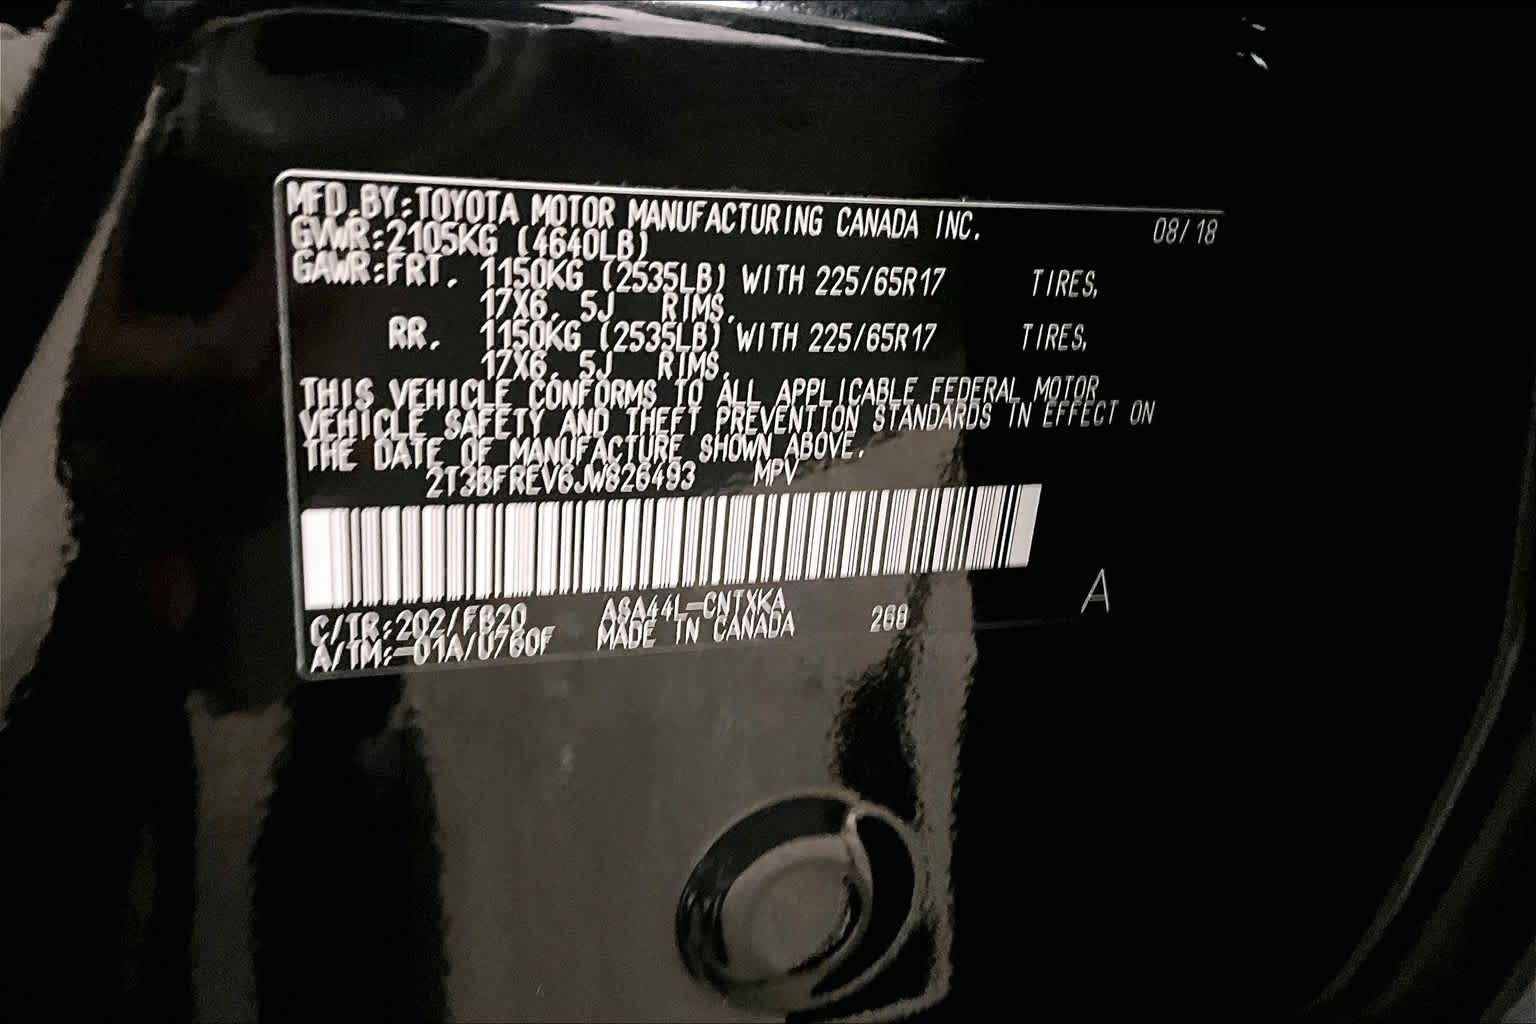 MFD.BY:TOYOTA MOTOR MANUFACTURING CANADA INC. 08/18
GVWR:2105KG (4640LB)
GAWR:FRT. 1150KG (2535LB) WITH 225/65R17 TIRES,
17X6.5J RIMS.
RR. 1150KG (2535LB) WITH 225/65R17 TIRES,
17X6.5J RIMS.
THIS VEHICLE CONFORMS TO ALL APPLICABLE FEDERAL MOTOR
VEHICLE SAFETY AND THEFT PREVENTION STANDARDS IN EFFECT ON
THE DATE OF MANUFACTURE SHOWN ABOVE.
2T3BFREV6JW826493 MPV
A
C/TR:202/FB20 ASA44L-CNTXKA 268
A/TM:-01A/U760F MADE IN CANADA